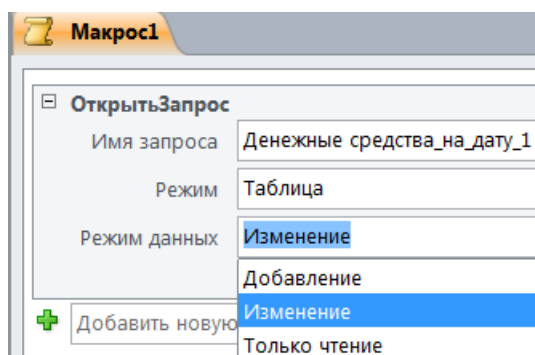 Макрос1
ОткрытьЗапрос
Имя запроса Денежные средства_на_дату_1
Режим Таблица
Режим данных Изменение
Добавление
Изменение
Только чтение
Добавить новую